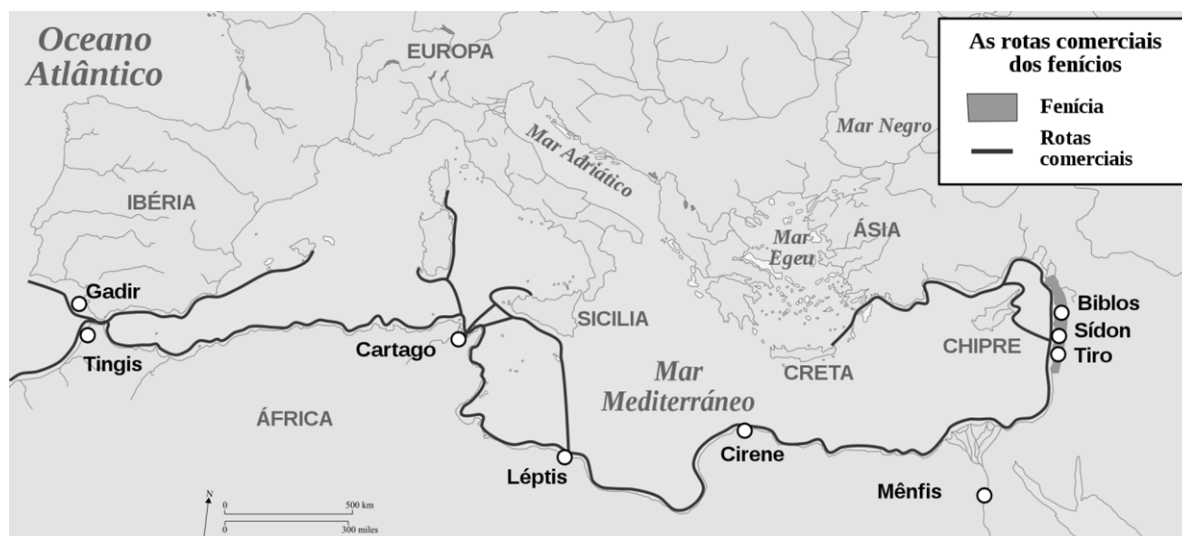 Oceano
Atlântico
EUROPA
As rotas comerciais
dos fenícios
Fenícia
Rotas
comerciais
Mar Negro
Mar Adriático
IBÉRIA
ÁSIA
Mar
Egeu
Gadir
Biblos
SICILIA
Sídon
Tingis
Cartago
CHIPRE
Tiro
CRETA
Mar
Mediterráneo
ÁFRICA
Cirene
Léptis
Mênfis
N
0 500 km
0 300 miles